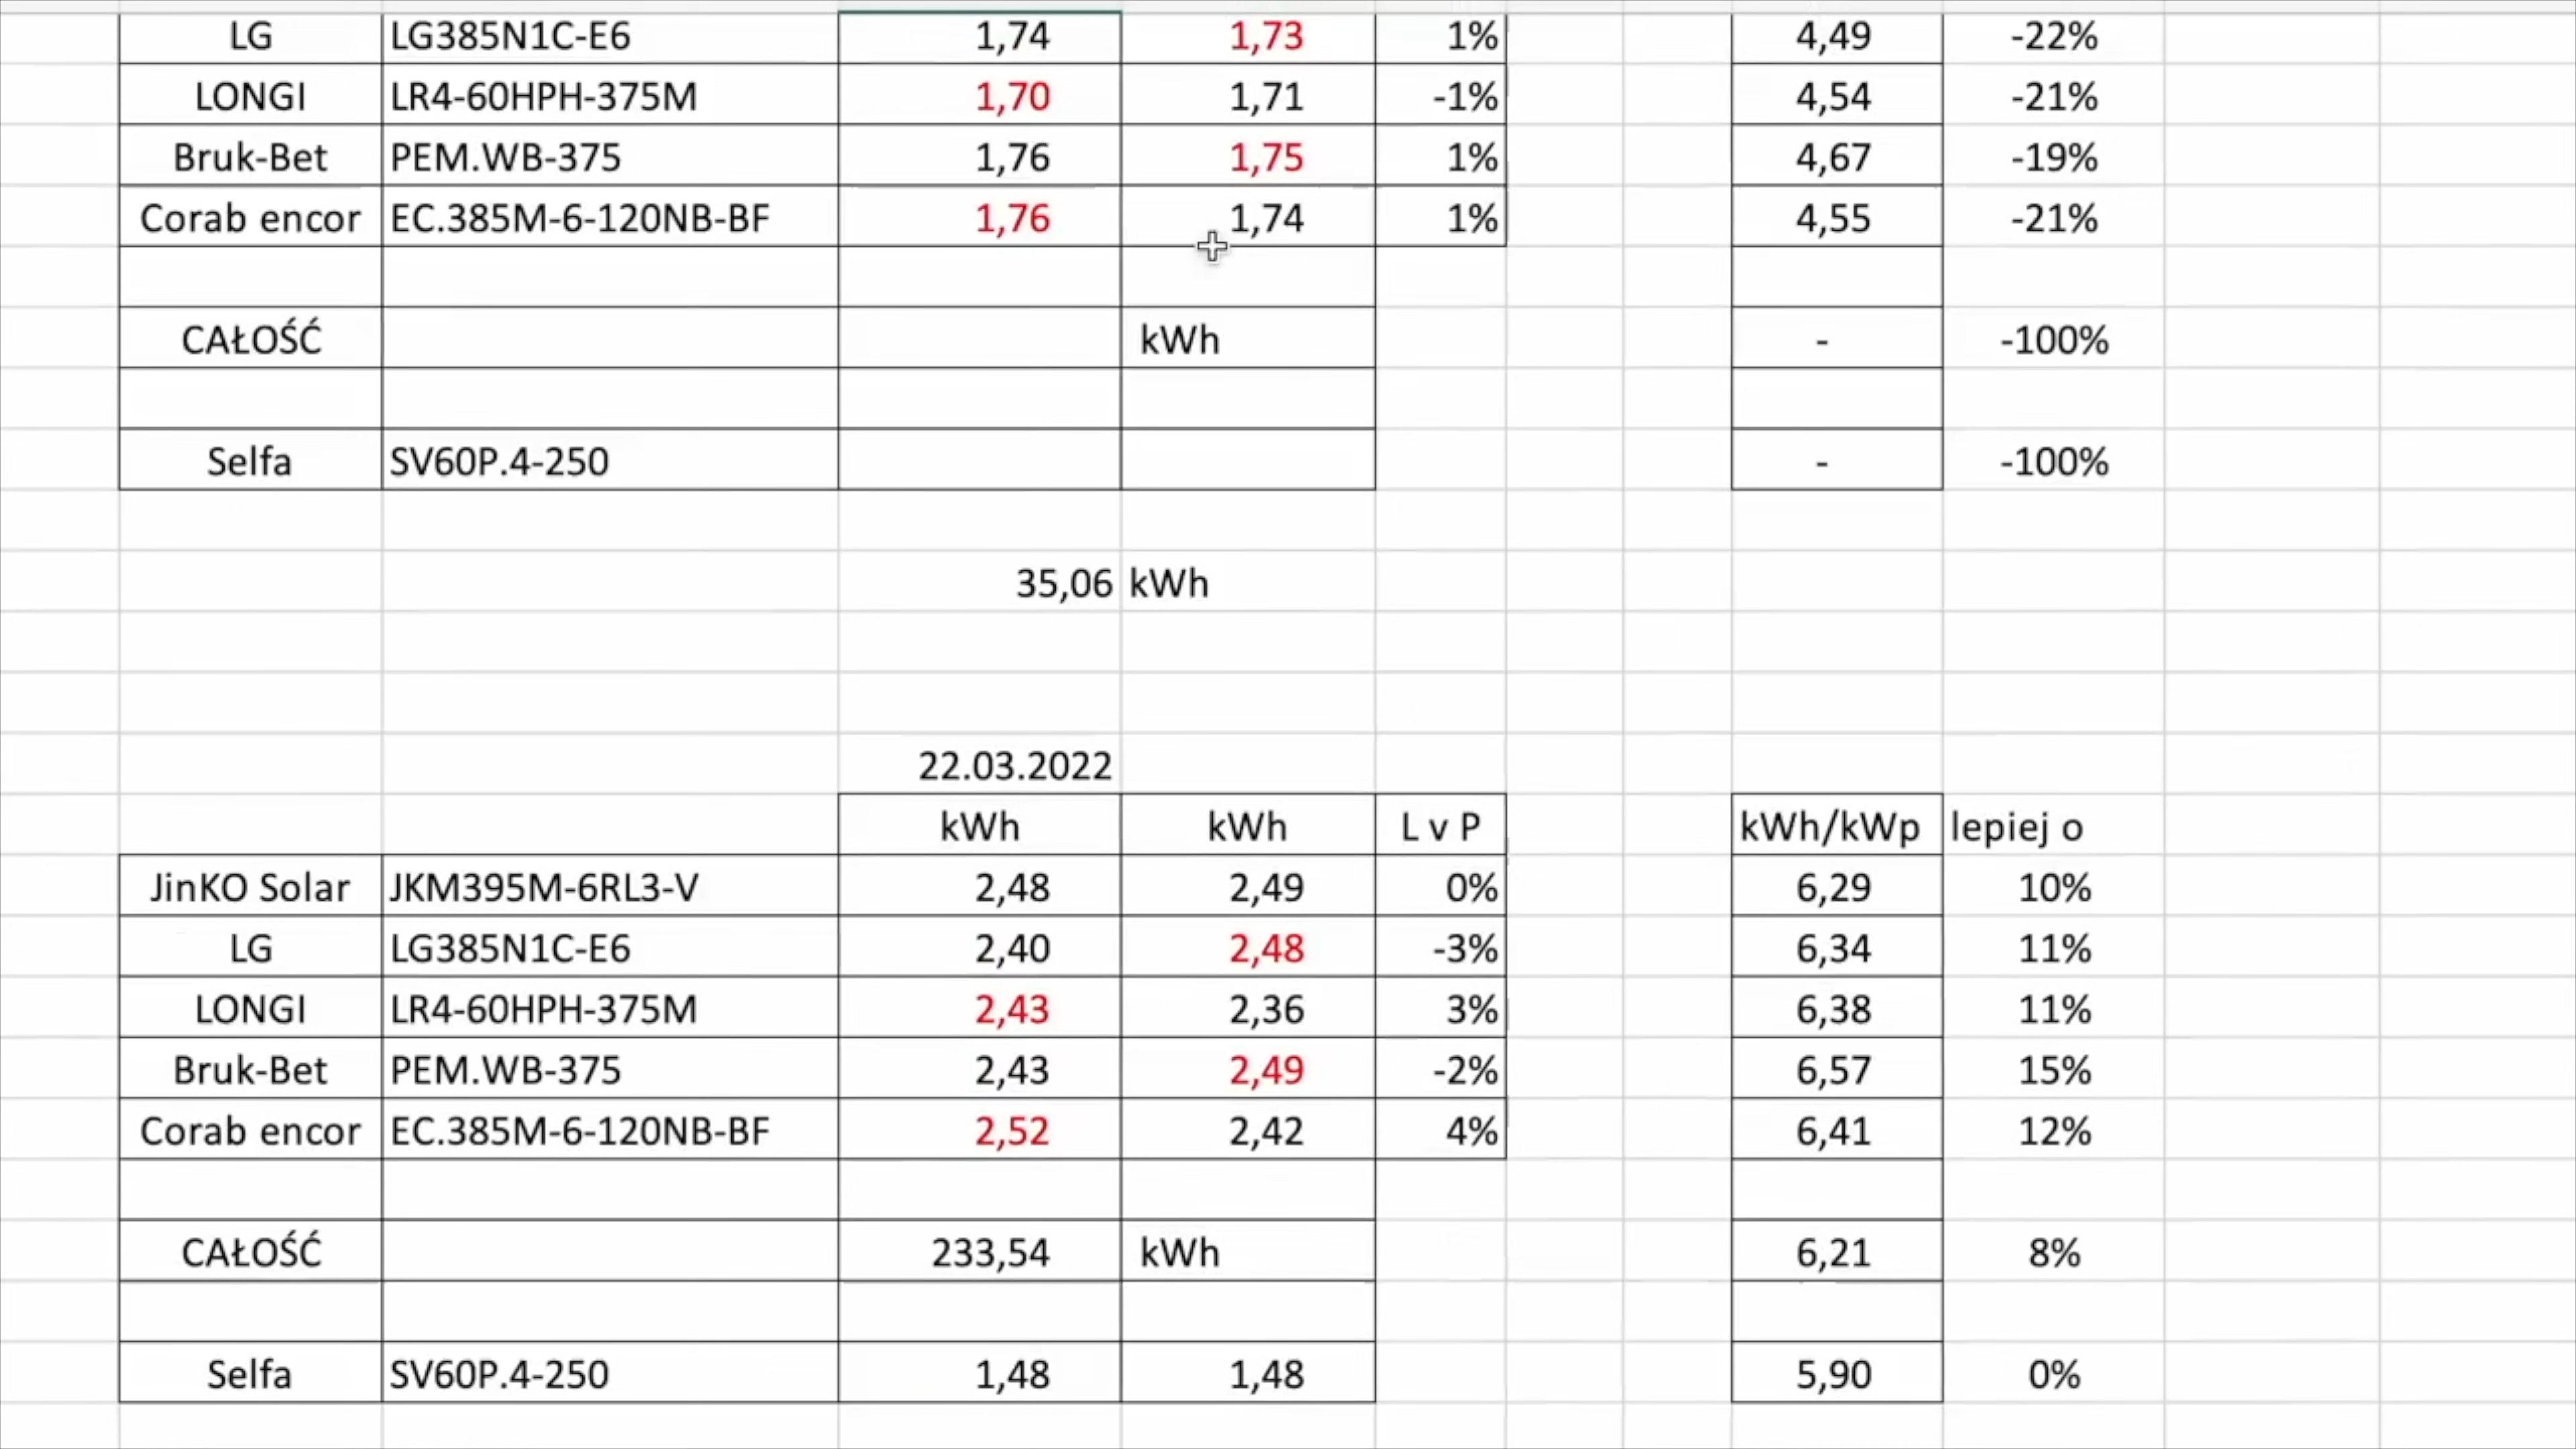 LG LG385N1C-E6 1,74 1,73 1% 4,49 -22%
LONGI LR4-60HPH-375M 1,70 1,71 -1% 4,54 -21%
Bruk-Bet PEM.WB-375 1,76 1,75 1% 4,67 -19%
Corab encor EC.385M-6-120NB-BF 1,76 1,74 1% 4,55 -21%
CAŁOŚĆ kWh - -100%
Selfa SV60P.4-250 - -100%
35,06 kWh
22.03.2022
kWh kWh L v P kWh/kWp lepiej o
JinKO Solar JKM395M-6RL3-V 2,48 2,49 0% 6,29 10%
LG LG385N1C-E6 2,40 2,48 -3% 6,34 11%
LONGI LR4-60HPH-375M 2,43 2,36 3% 6,38 11%
Bruk-Bet PEM.WB-375 2,43 2,49 -2% 6,57 15%
Corab encor EC.385M-6-120NB-BF 2,52 2,42 4% 6,41 12%
CAŁOŚĆ 233,54 kWh 6,21 8%
Selfa SV60P.4-250 1,48 1,48 5,90 0%